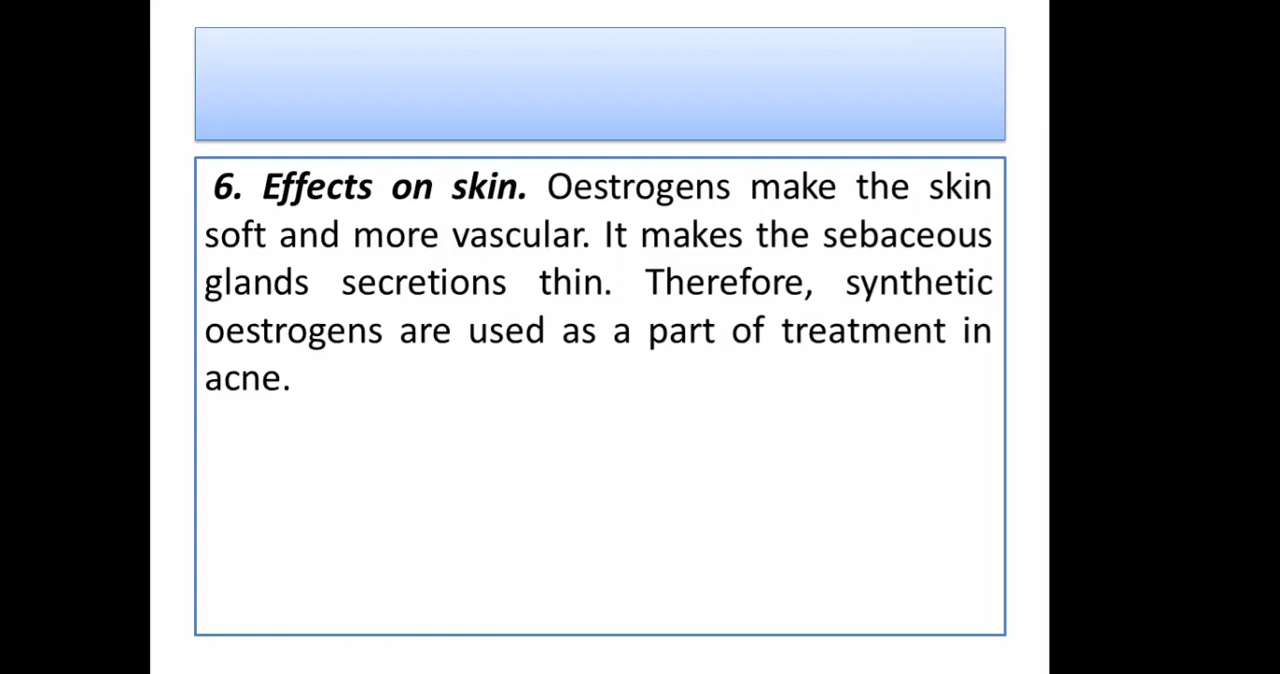 6. Effects on skin. Oestrogens make the skin
soft and more vascular. It makes the sebaceous
glands secretions thin. Therefore, synthetic
oestrogens are used as a part of treatment in
acne.